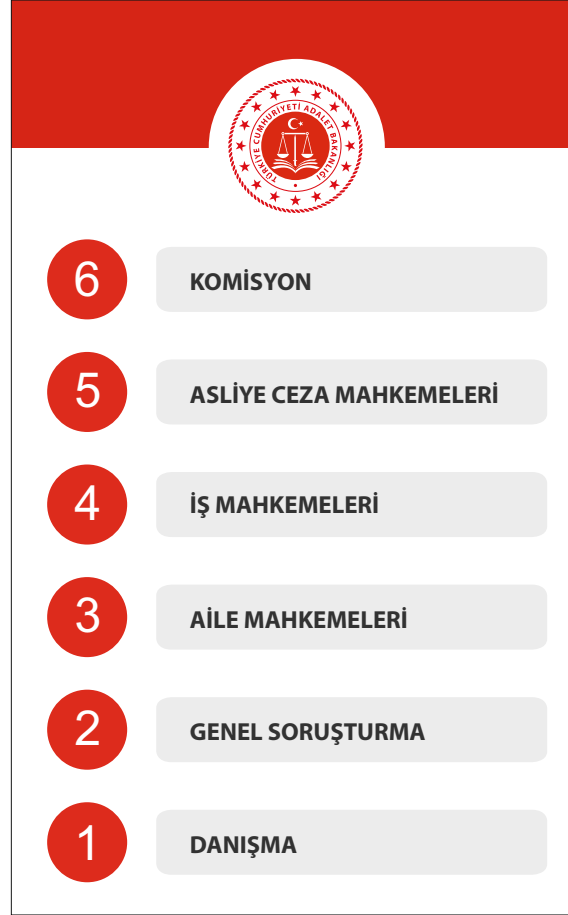 TÜRKİYE CUMHURİYETİ ADALET BAKANLIĞI
6
KOMİSYON
5
ASLİYE CEZA MAHKEMELERİ
4
İŞ MAHKEMELERİ
3
AİLE MAHKEMELERİ
2
GENEL SORUŞTURMA
1
DANIŞMA